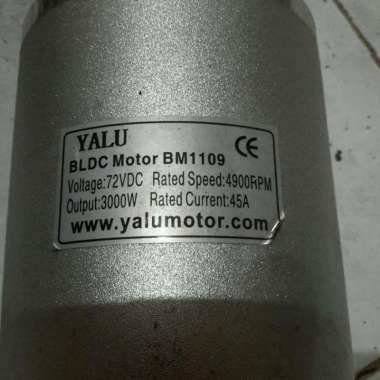 YALU
BLDC Motor BM1109 CE
Voltage:72VDC Rated Speed:4900RPM
Output:3000W Rated Current:45A
www.yalumotor.com